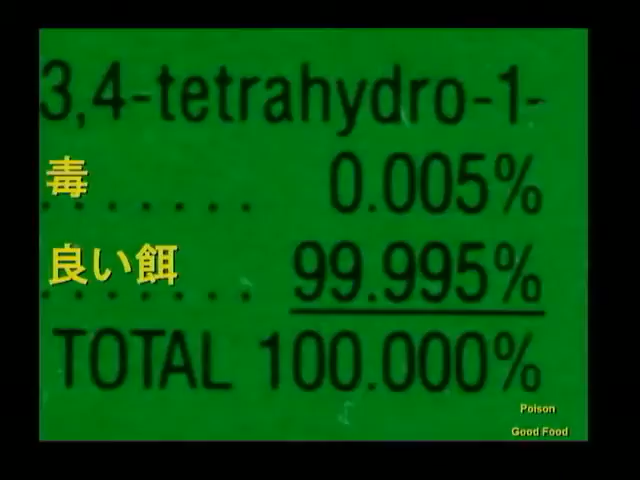 3,4-tetrahydro-1-
毒 ....... 0.005%
良い餌 ....... 99.995%
TOTAL 100.000%
Poison
Good Food